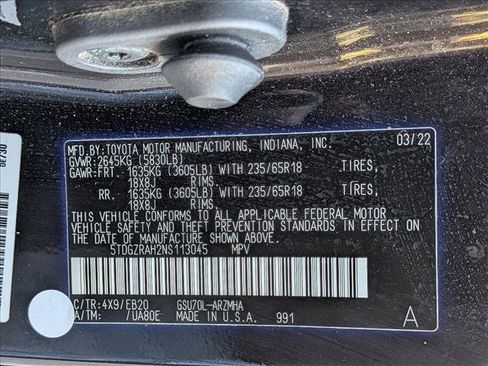 MFD.BY:TOYOTA MOTOR MANUFACTURING, INDIANA, INC. 03/22
GVWR:2645KG (5830LB)
GAWR:FRT. 1635KG (3605LB) WITH 235/65R18 TIRES,
18X8J RIMS,
RR. 1635KG (3605LB) WITH 235/65R18 TIRES,
18X8J RIMS.
THIS VEHICLE CONFORMS TO ALL APPLICABLE FEDERAL MOTOR
VEHICLE SAFETY AND THEFT PREVENTION STANDARDS IN EFFECT
ON THE DATE OF MANUFACTURE SHOWN ABOVE.
5TDGZRAH2NS113045 MPV
C/TR:4X9/EB20 GSU70L-ARZMHA
A/TM: /UA80E MADE IN U.S.A. 991 A
0E730